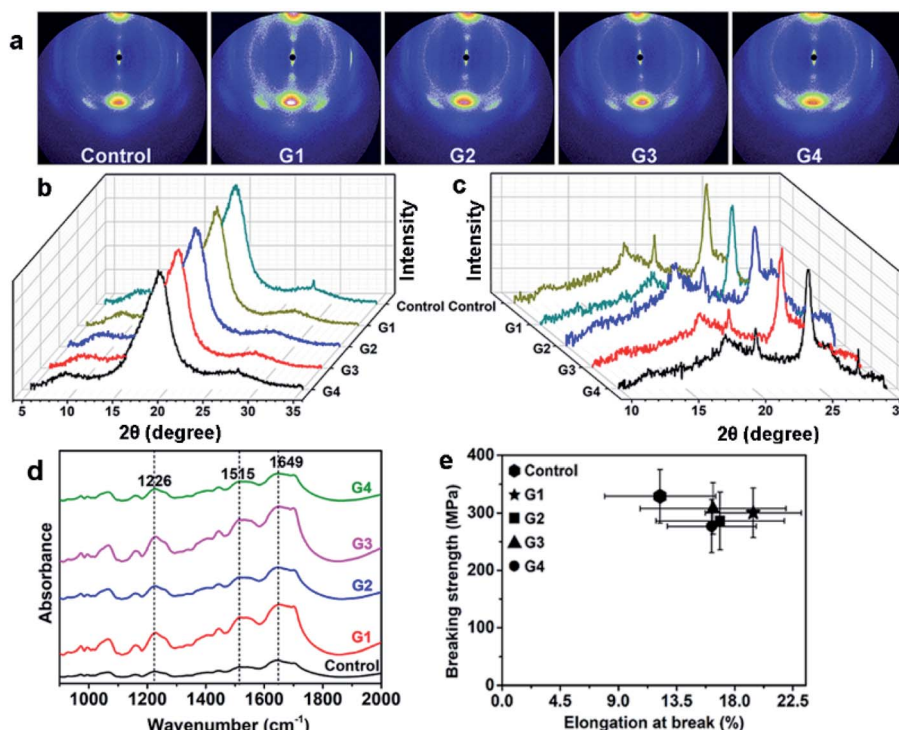 a
Control G1 G2 G3 G4
b
Intensity
Control
G1
G2
G3
G4
5 10 15 20 25 30 35
2θ (degree)
c
Intensity
Control
G1
G2
G3
G4
10 15 20 25 30
2θ (degree)
d
1226 1515 1649
G4
G3
G2
G1
Control
Absorbance
1000 1200 1400 1600 1800 2000
Wavenumber (cm-1)
e
Control
G1
G2
G3
G4
400
300
200
100
0
Breaking strength (MPa)
0.0 4.5 9.0 13.5 18.0 22.5
Elongation at break (%)